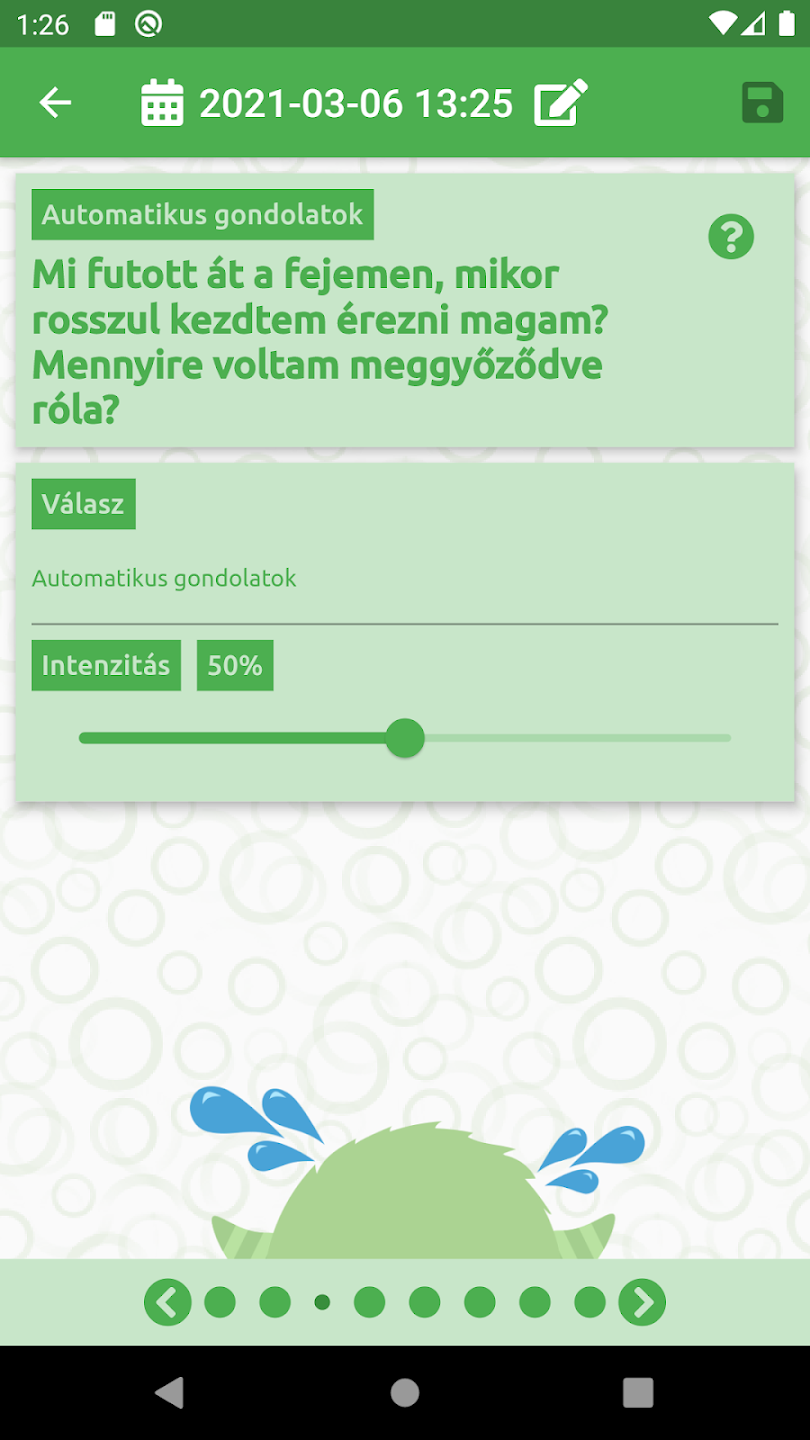 1:26
2021-03-06 13:25
Automatikus gondolatok
Mi futott át a fejemen, mikor
rosszul kezdtem érezni magam?
Mennyire voltam meggyőződve
róla?
Válasz
Automatikus gondolatok
Intenzitás 50%